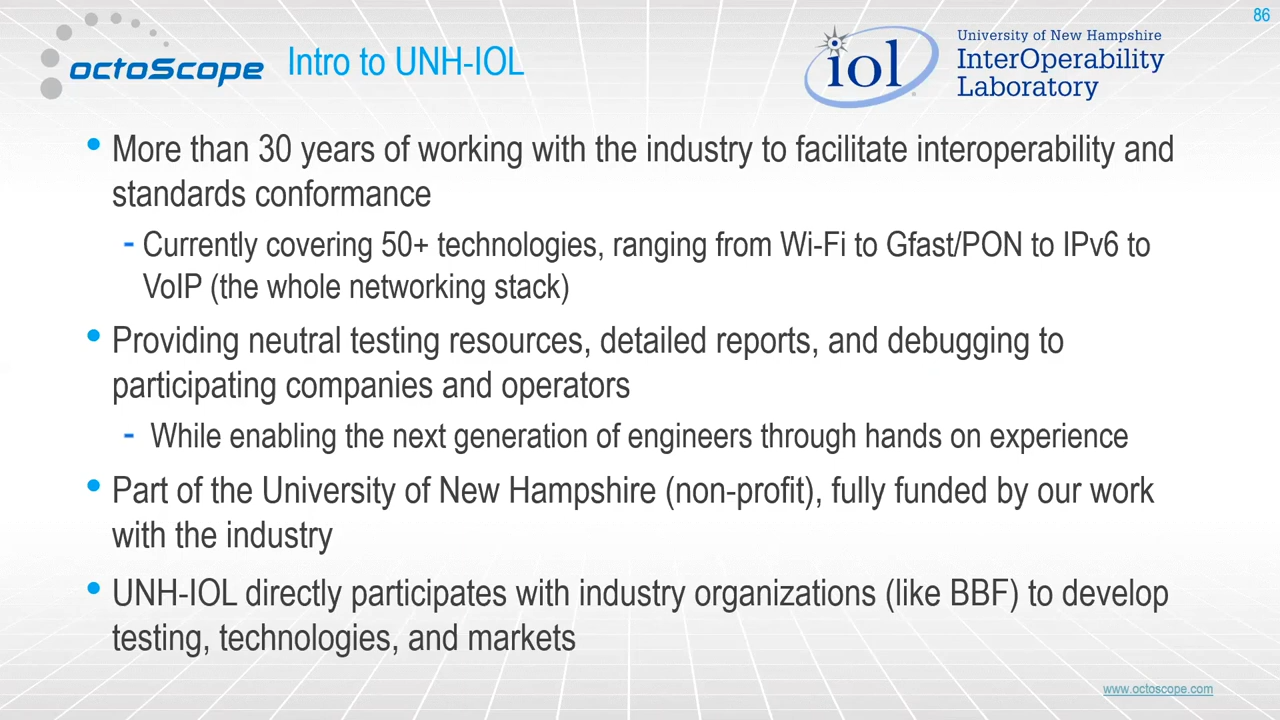 86
octoScope
Intro to UNH-IOL
iol
University of New Hampshire
InterOperability
Laboratory
• More than 30 years of working with the industry to facilitate interoperability and
standards conformance
- Currently covering 50+ technologies, ranging from Wi-Fi to Gfast/PON to IPv6 to
VoIP (the whole networking stack)
• Providing neutral testing resources, detailed reports, and debugging to
participating companies and operators
- While enabling the next generation of engineers through hands on experience
• Part of the University of New Hampshire (non-profit), fully funded by our work
with the industry
• UNH-IOL directly participates with industry organizations (like BBF) to develop
testing, technologies, and markets
www.octoscope.com